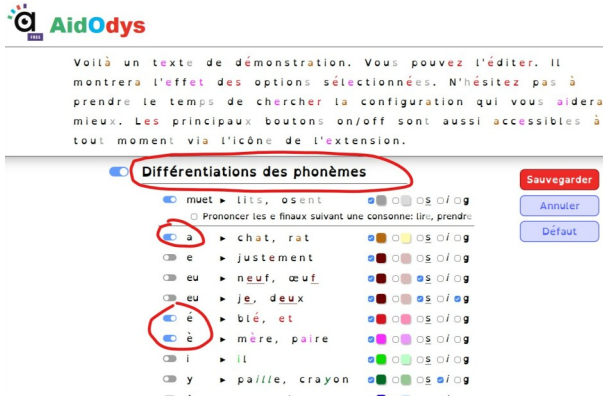 FREE AidOdys
Voilà un texte de démonstration. Vous pouvez l'éditer. Il
montrera l'effet des options sélectionnées. N'hésitez pas à
prendre le temps de chercher la configuration qui vous aidera
mieux. Les principaux boutons on/off sont aussi accessibles à
tout moment via l'icône de l'extension.
Différentiations des phonèmes
Sauvegarder
Annuler
Défaut
muet ▸ lits, osent s i g
Prononcer les e finaux suivant une consonne: lire, prendre
a ▸ chat, rat s i g
e ▸ justement s i g
eu ▸ neuf, œuf s i g
eu ▸ je, deux s i g
é ▸ blé, et s i g
è ▸ mère, paire s i g
i ▸ il s i g
y ▸ paille, crayon s i g